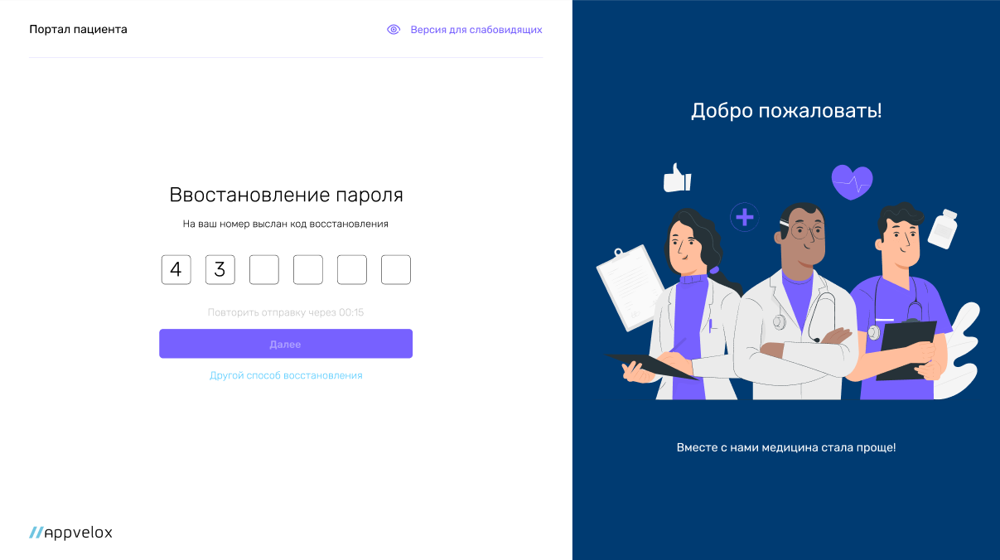 Портал пациента
Версия для слабовидящих
Ввостановление пароля
На ваш номер выслан код восстановления
4 3
Повторить отправку через 00:15
Далее
Другой способ восстановления
//Appvelox
Добро пожаловать!
Вместе с нами медицина стала проще!